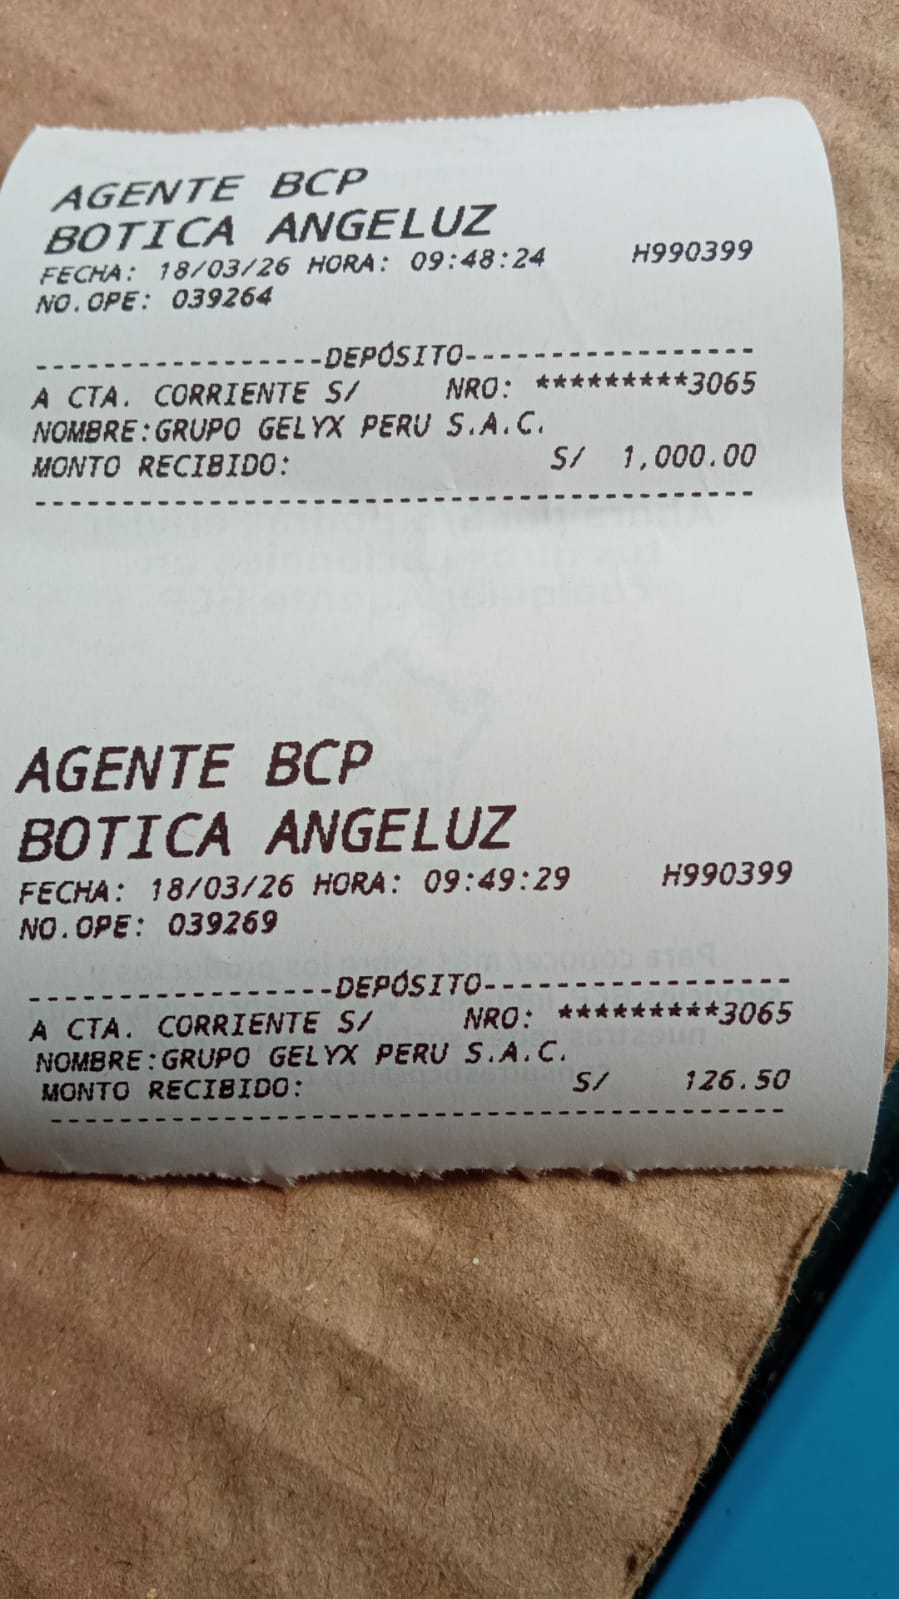 AGENTE BCP
BOTICA ANGELUZ
FECHA: 18/03/26 HORA: 09:48:24 H990399
NO.OPE: 039264
-----------------DEPÓSITO-----------------
A CTA. CORRIENTE S/ NRO: *********3065
NOMBRE:GRUPO GELYX PERU S.A.C.
MONTO RECIBIDO: S/ 1,000.00
------------------------------------------
AGENTE BCP
BOTICA ANGELUZ
FECHA: 18/03/26 HORA: 09:49:29 H990399
NO.OPE: 039269
-----------------DEPÓSITO-----------------
A CTA. CORRIENTE S/ NRO: *********3065
NOMBRE:GRUPO GELYX PERU S.A.C.
MONTO RECIBIDO: S/ 126.50
------------------------------------------